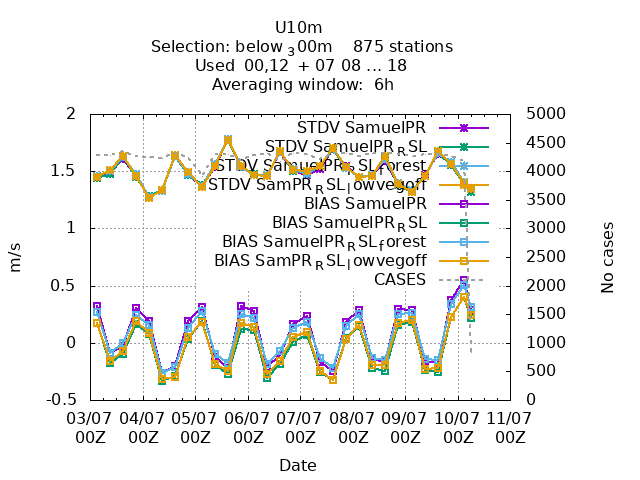 U10m
Selection: below 300m 875 stations
Used 00,12 + 07 08 ... 18
Averaging window: 6h
2
1.5
1
0.5
0
-0.5
m/s
STDV SamuelPR
STDV SamuelPR_RSL
STDV SamuelPR_RSL_forest
STDV SamPR_RSL_lowvegoff
BIAS SamuelPR
BIAS SamuelPR_RSL
BIAS SamuelPR_RSL_forest
BIAS SamPR_RSL_lowvegoff
CASES
5000
4500
4000
3500
3000
2500
2000
1500
1000
500
0
No cases
03/07 04/07 05/07 06/07 07/07 08/07 09/07 10/07 11/07
00Z 00Z 00Z 00Z 00Z 00Z 00Z 00Z 00Z
Date